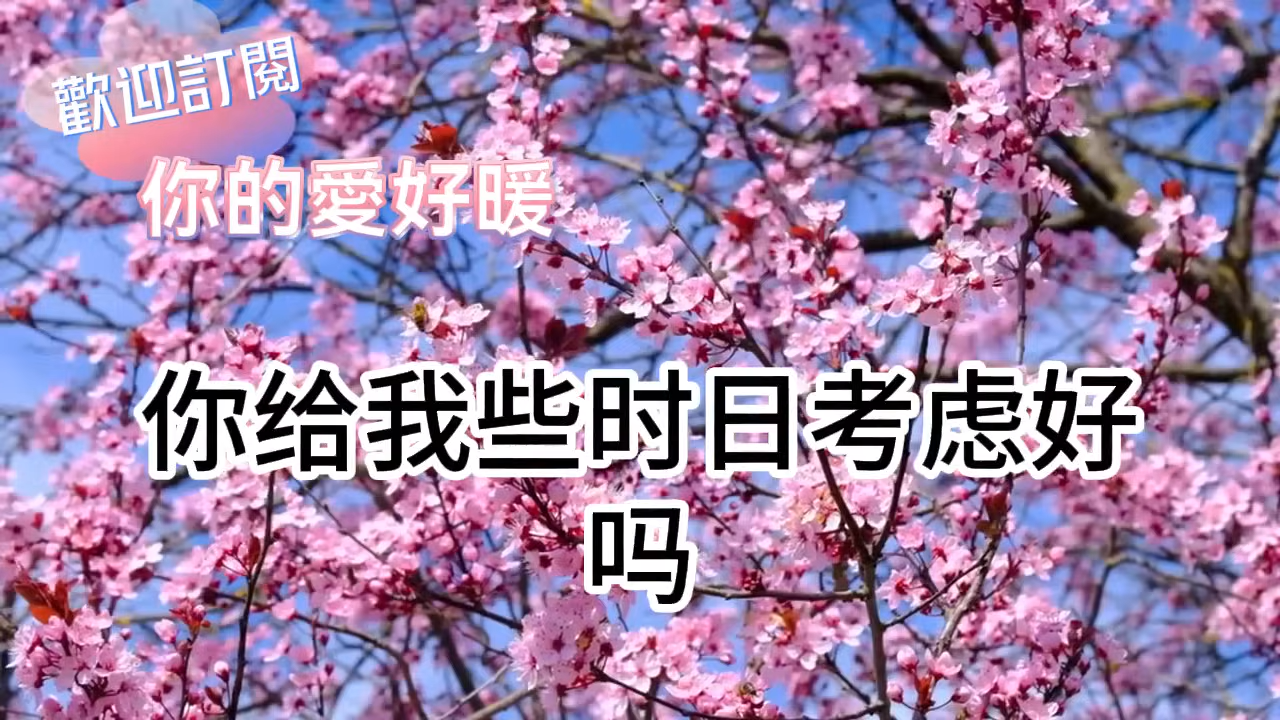 歡迎訂閱
你的愛好暖
你给我些时日考虑好
吗